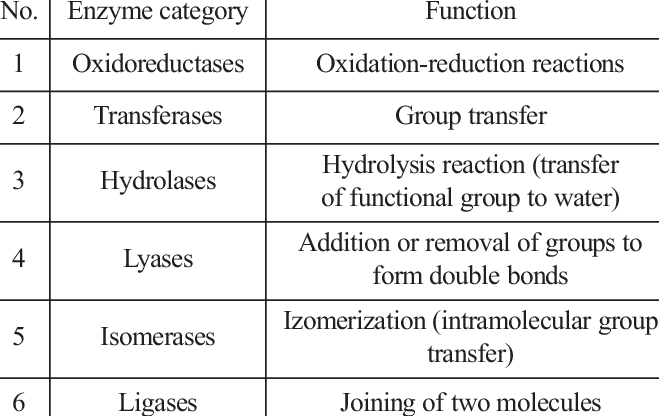 No. Enzyme category Function
1 Oxidoreductases Oxidation-reduction reactions
2 Transferases Group transfer
3 Hydrolases Hydrolysis reaction (transfer
of functional group to water)
4 Lyases Addition or removal of groups to
form double bonds
5 Isomerases Izomerization (intramolecular group
transfer)
6 Ligases Joining of two molecules